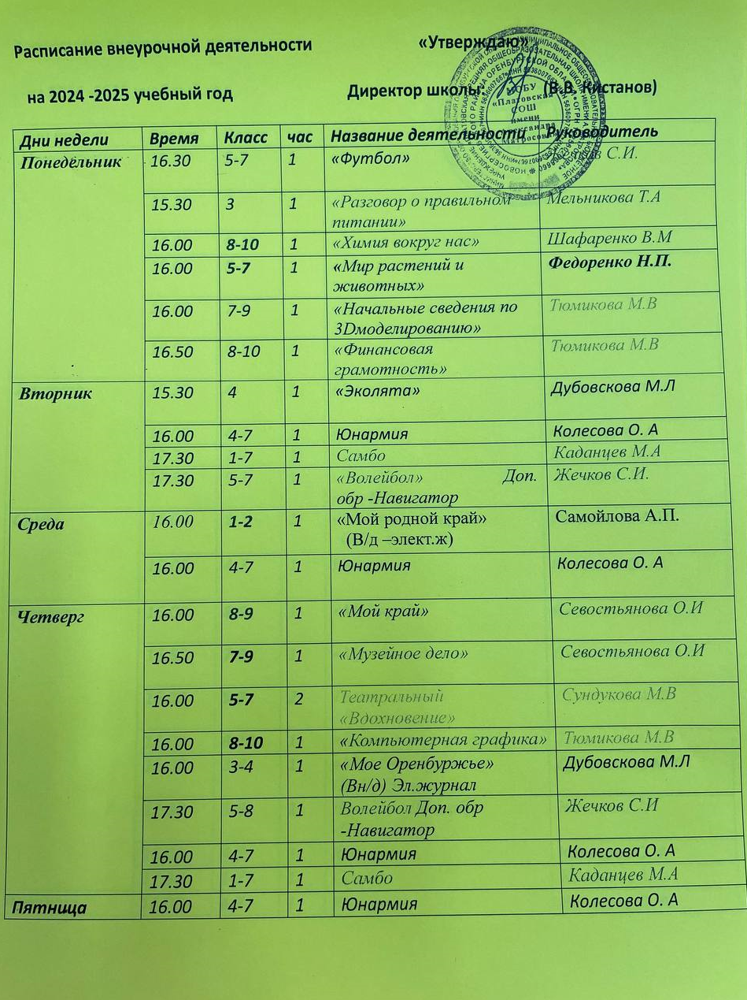 Расписание внеурочной деятельности «Утверждаю»
на 2024 -2025 учебный год Директор школы: (В.В. Кистанов)
МОБУ
«Платовская
СОШ
имени
Александра
Матросова»
Дни недели Время Класс час Название деятельности Руководитель
Понедельник 16.30 5-7 1 «Футбол» С.И.
15.30 3 1 «Разговор о правильном Мельникова Т.А
питании»
16.00 8-10 1 «Химия вокруг нас» Шафаренко В.М
16.00 5-7 1 «Мир растений и Федоренко Н.П.
животных»
16.00 7-9 1 «Начальные сведения по Тюмикова М.В
3Dмоделированию»
16.50 8-10 1 «Финансовая Тюмикова М.В
грамотность»
Вторник 15.30 4 1 «Эколята» Дубовскова М.Л
16.00 4-7 1 Юнармия Колесова О. А
17.30 1-7 1 Самбо Каданцев М.А
17.30 5-7 1 «Волейбол» Доп. Жечков С.И.
обр -Навигатор
Среда 16.00 1-2 1 «Мой родной край» Самойлова А.П.
(В/д –элект.ж)
16.00 4-7 1 Юнармия Колесова О. А
Четверг 16.00 8-9 1 «Мой край» Севостьянова О.И
16.50 7-9 1 «Музейное дело» Севостьянова О.И
16.00 5-7 2 Театральный Сундукова М.В
«Вдохновение»
16.00 8-10 1 «Компьютерная графика» Тюмикова М.В
16.00 3-4 1 «Мое Оренбуржье» Дубовскова М.Л
(Вн/д) Эл.журнал
17.30 5-8 1 Волейбол Доп. обр Жечков С.И
-Навигатор
16.00 4-7 1 Юнармия Колесова О. А
17.30 1-7 1 Самбо Каданцев М.А
Пятница 16.00 4-7 1 Юнармия Колесова О. А